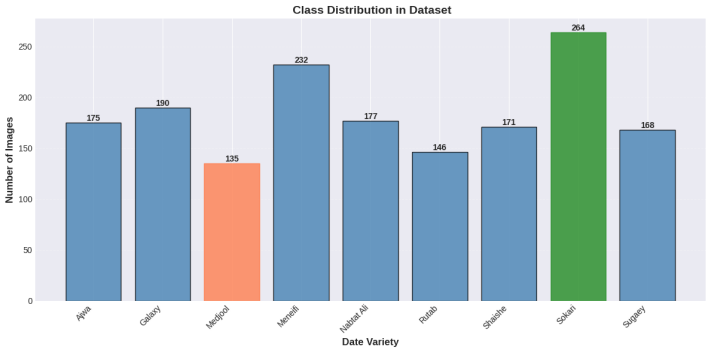 Class Distribution in Dataset
Number of Images
250
200
150
100
50
0
175
190
135
232
177
146
171
264
168
Ajwa
Galaxy
Medjool
Meneifi
Nabtat Ali
Rutab
Shaishe
Sokari
Sugaey
Date Variety